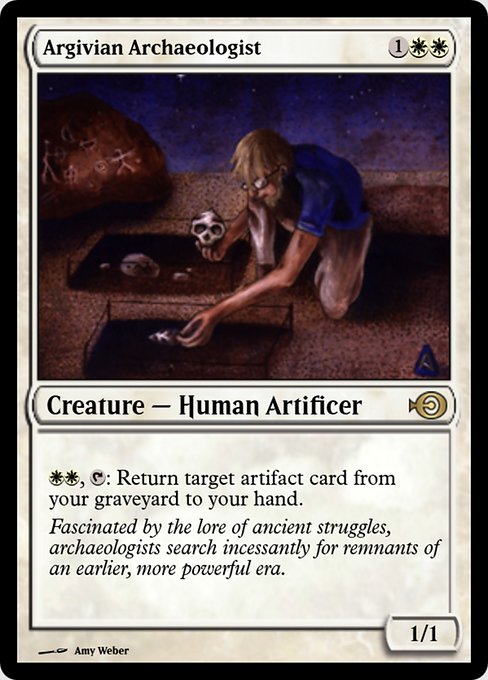 Argivian Archaeologist 1
Creature — Human Artificer
: Return target artifact card from
your graveyard to your hand.
Fascinated by the lore of ancient struggles,
archaeologists search incessantly for remnants of
an earlier, more powerful era.
1/1
Amy Weber